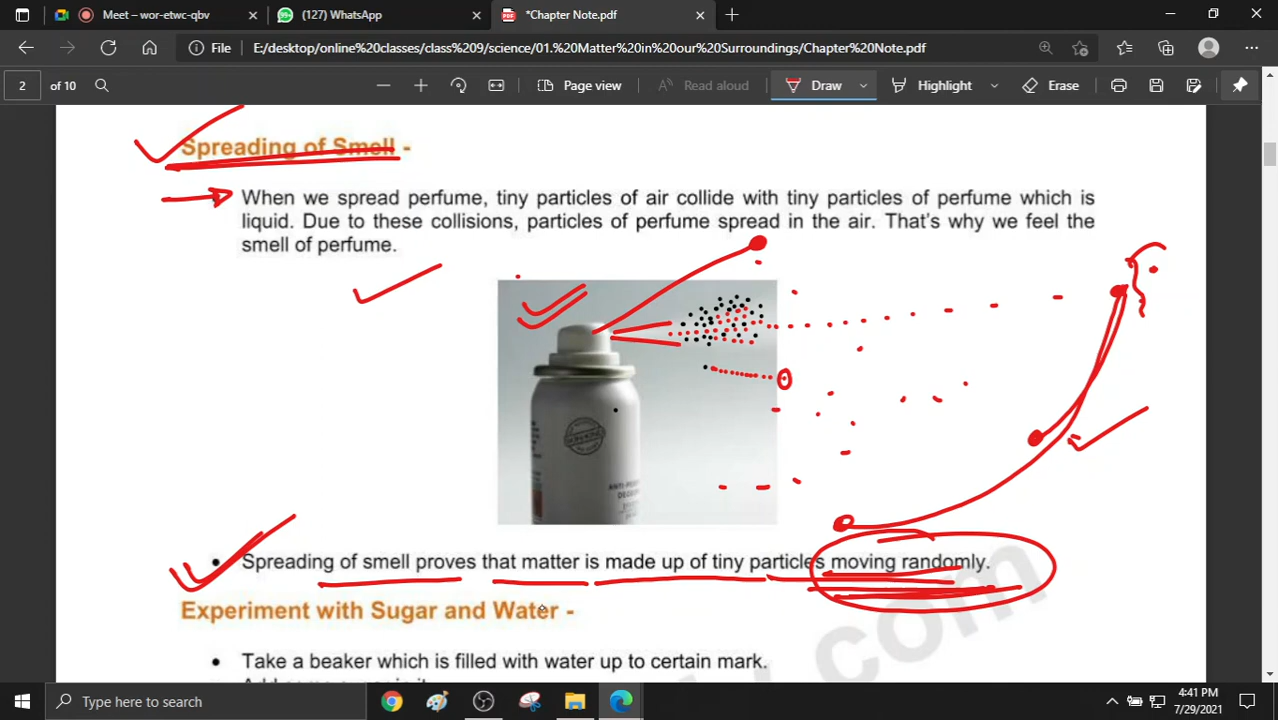 Meet – wor-etwc-qbv
(127) WhatsApp
*Chapter Note.pdf
File
E:/desktop/online%20classes/class%209/science/01.%20Matter%20in%20our%20Surroundings/Chapter%20Note.pdf
2 of 10
Page view
Read aloud
Draw
Highlight
Erase
Spreading of Smell -
When we spread perfume, tiny particles of air collide with tiny particles of perfume which is
liquid. Due to these collisions, particles of perfume spread in the air. That's why we feel the
smell of perfume.
Spreading of smell proves that matter is made up of tiny particles moving randomly.
Experiment with Sugar and Water -
Take a beaker which is filled with water up to certain mark.
Type here to search
4:41 PM
7/29/2021